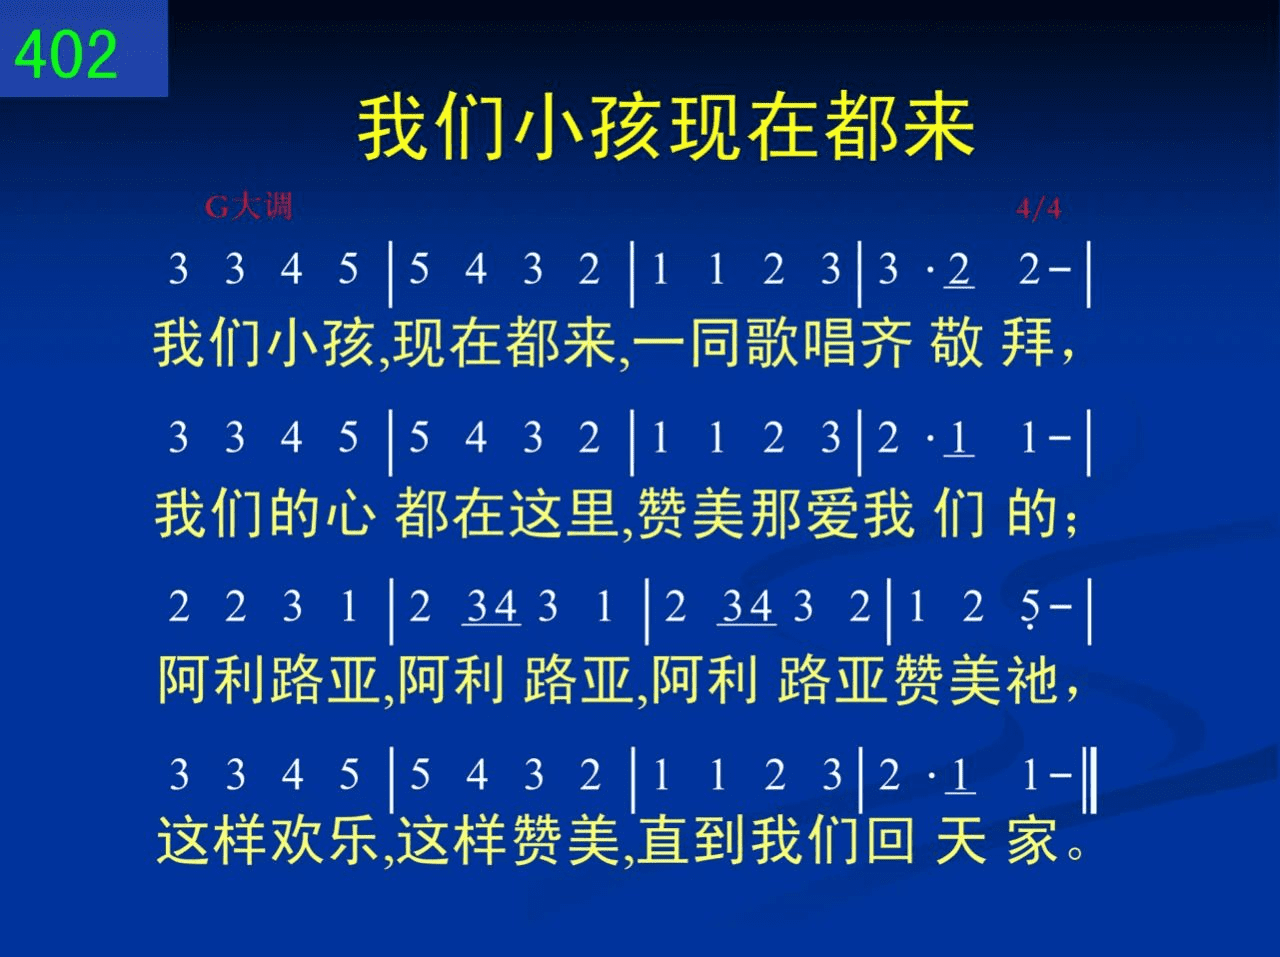 402
我们小孩现在都来
G大调 4/4
3 3 4 5 | 5 4 3 2 | 1 1 2 3 | 3 · 2 2 – |
我们小孩,现在都来,一同歌唱齐 敬 拜，
3 3 4 5 | 5 4 3 2 | 1 1 2 3 | 2 · 1 1 – |
我们的心 都在这里,赞美那爱我 们 的；
2 2 3 1 | 2 34 3 1 | 2 34 3 2 | 1 2 5̣ – |
阿利路亚,阿利 路亚,阿利 路亚赞美祂，
3 3 4 5 | 5 4 3 2 | 1 1 2 3 | 2 · 1 1 – ‖
这样欢乐,这样赞美,直到我们回 天 家。